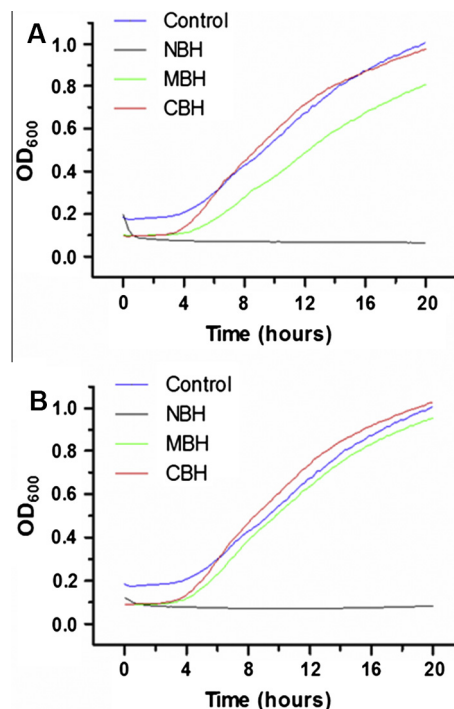 A
Control
NBH
MBH
CBH
OD600
1.0
0.8
0.6
0.4
0.2
0.0
0 4 8 12 16 20
Time (hours)
B
Control
NBH
MBH
CBH
OD600
1.0
0.8
0.6
0.4
0.2
0.0
0 4 8 12 16 20
Time (hours)